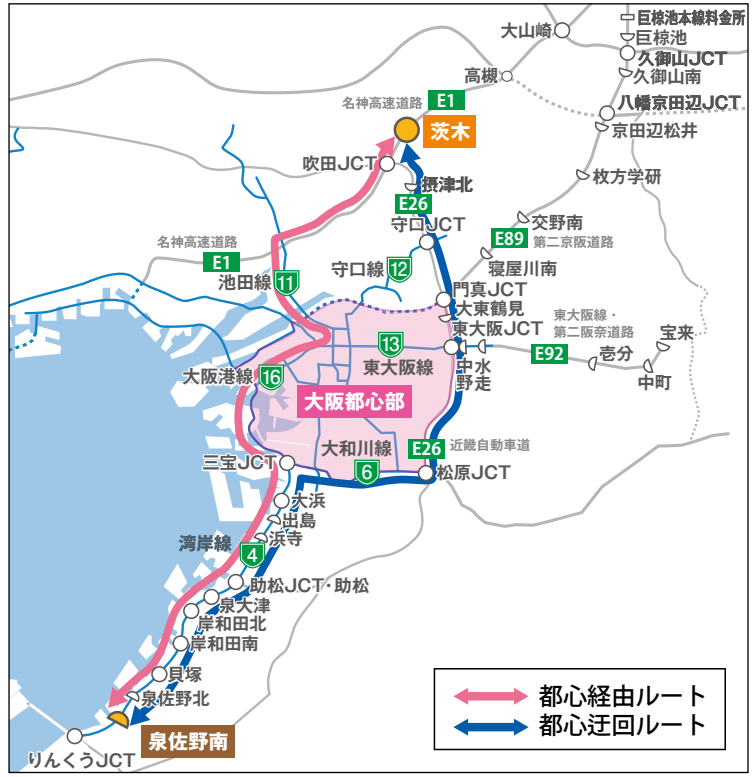 巨椋池本線料金所
大山崎
巨椋池
久御山JCT
高槻
久御山南
名神高速道路
E1
八幡京田辺JCT
茨木
京田辺松井
吹田JCT
摂津北
枚方学研
E26
守口JCT
交野南
E89
第二京阪道路
名神高速道路
E1
守口線
12
寝屋川南
池田線
11
門真JCT
大東鶴見
東大阪線・
第二阪奈道路
東大阪JCT
宝来
13
E92
壱分
東大阪線
中野
水走
中町
大阪港線
16
大阪都心部
大和川線
E26
近畿自動車道
三宝JCT
6
松原JCT
大浜
出島
湾岸線
浜寺
4
助松JCT・助松
泉大津
岸和田北
岸和田南
貝塚
泉佐野北
都心経由ルート
都心迂回ルート
泉佐野南
りんくうJCT